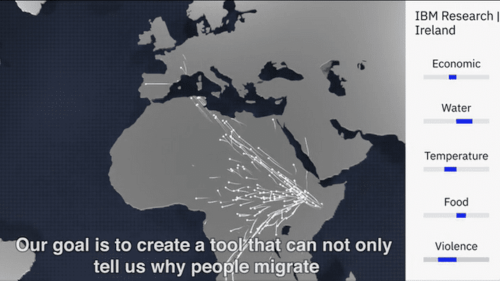 IBM Research |
Ireland
Economic
Water
Temperature
Food
Violence
Our goal is to create a tool that can not only
tell us why people migrate